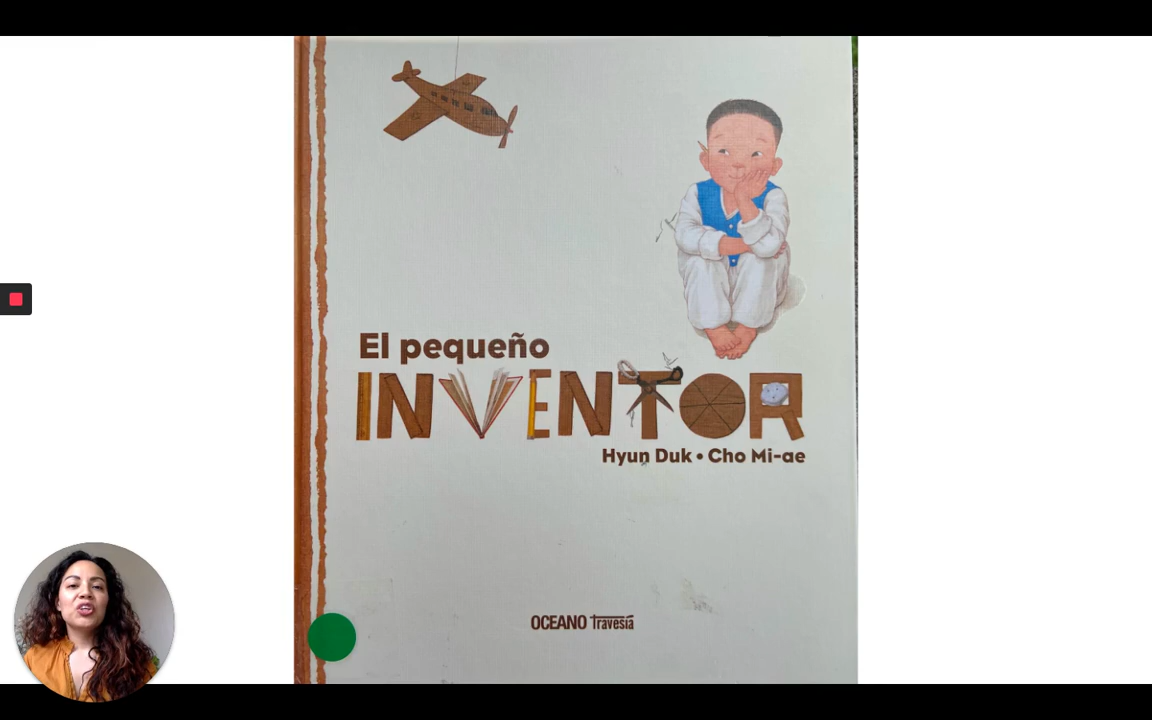 El pequeño
INVENTOR
Hyun Duk • Cho Mi-ae
OCEANO Travesía